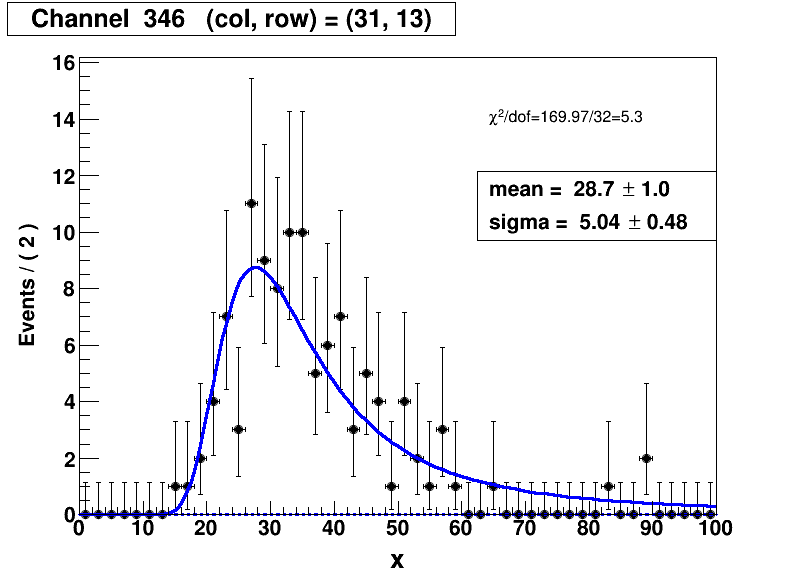 Channel 346 (col, row) = (31, 13)
χ²/dof=169.97/32=5.3
mean = 28.7 ± 1.0
sigma = 5.04 ± 0.48
Events / ( 2 )
16
14
12
10
8
6
4
2
0
0 10 20 30 40 50 60 70 80 90 100
x